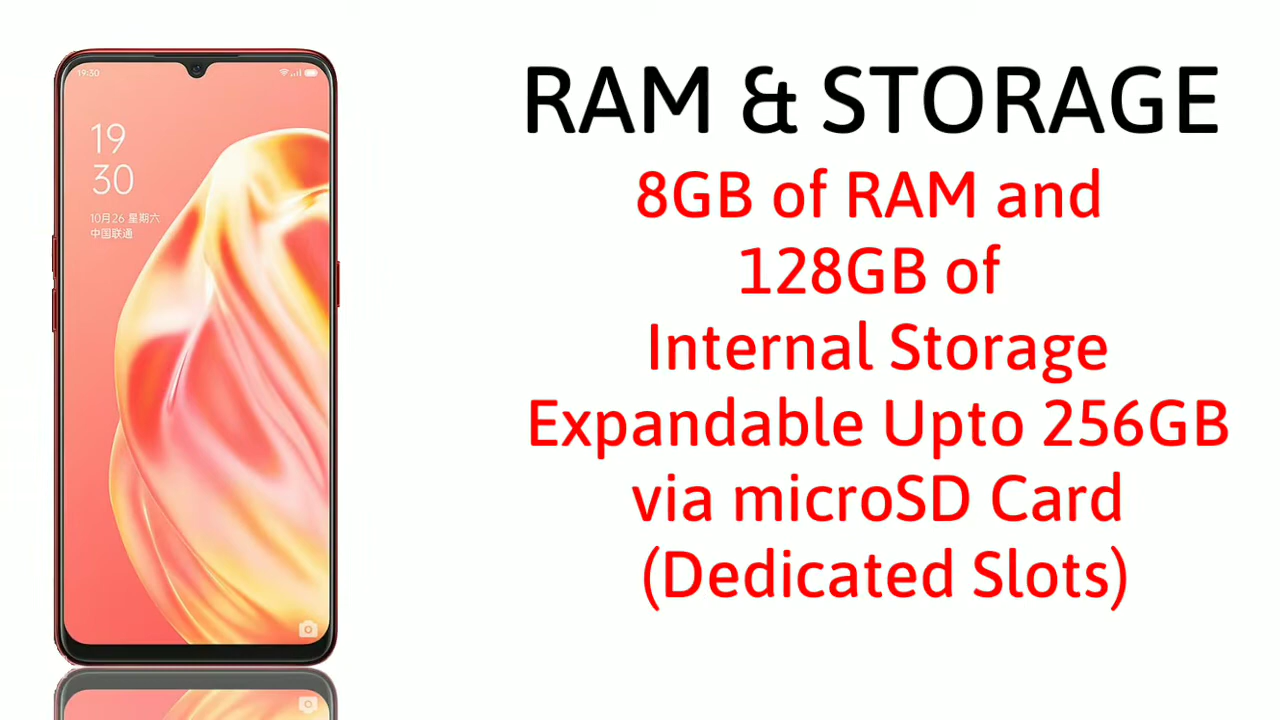 19:30
19
30
10月26 星期六
中国联通
RAM & STORAGE
8GB of RAM and
128GB of
Internal Storage
Expandable Upto 256GB
via microSD Card
(Dedicated Slots)